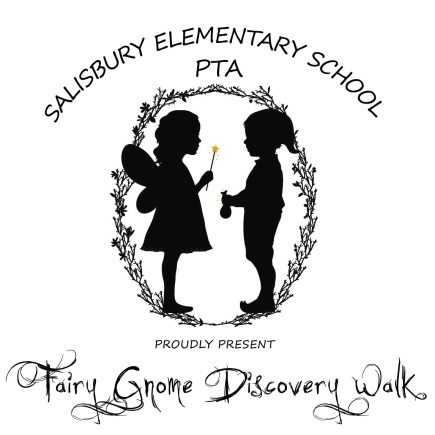 SALISBURY ELEMENTARY SCHOOL
PTA
PROUDLY PRESENT
Fairy Gnome Discovery Walk